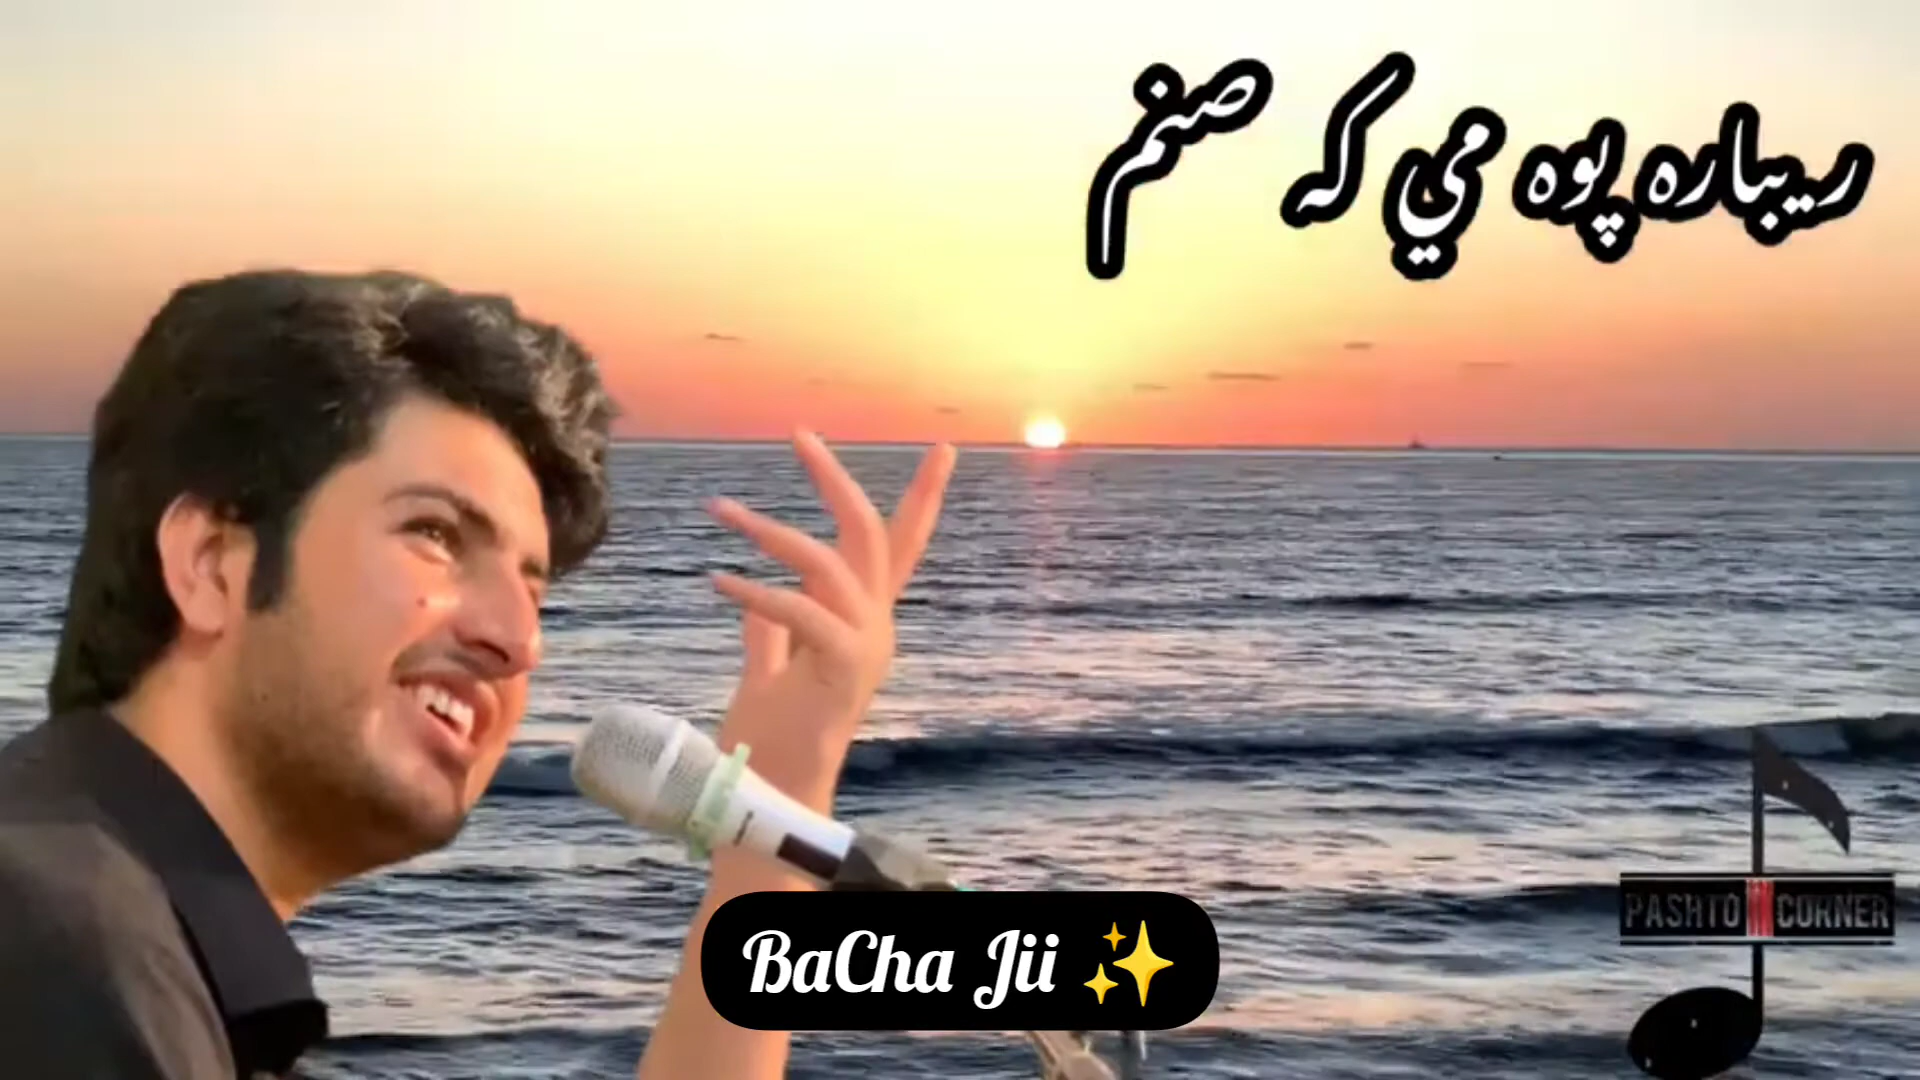 ریباره پوه مي که صنم
PASHTO CORNER
BaCha Jii ✨